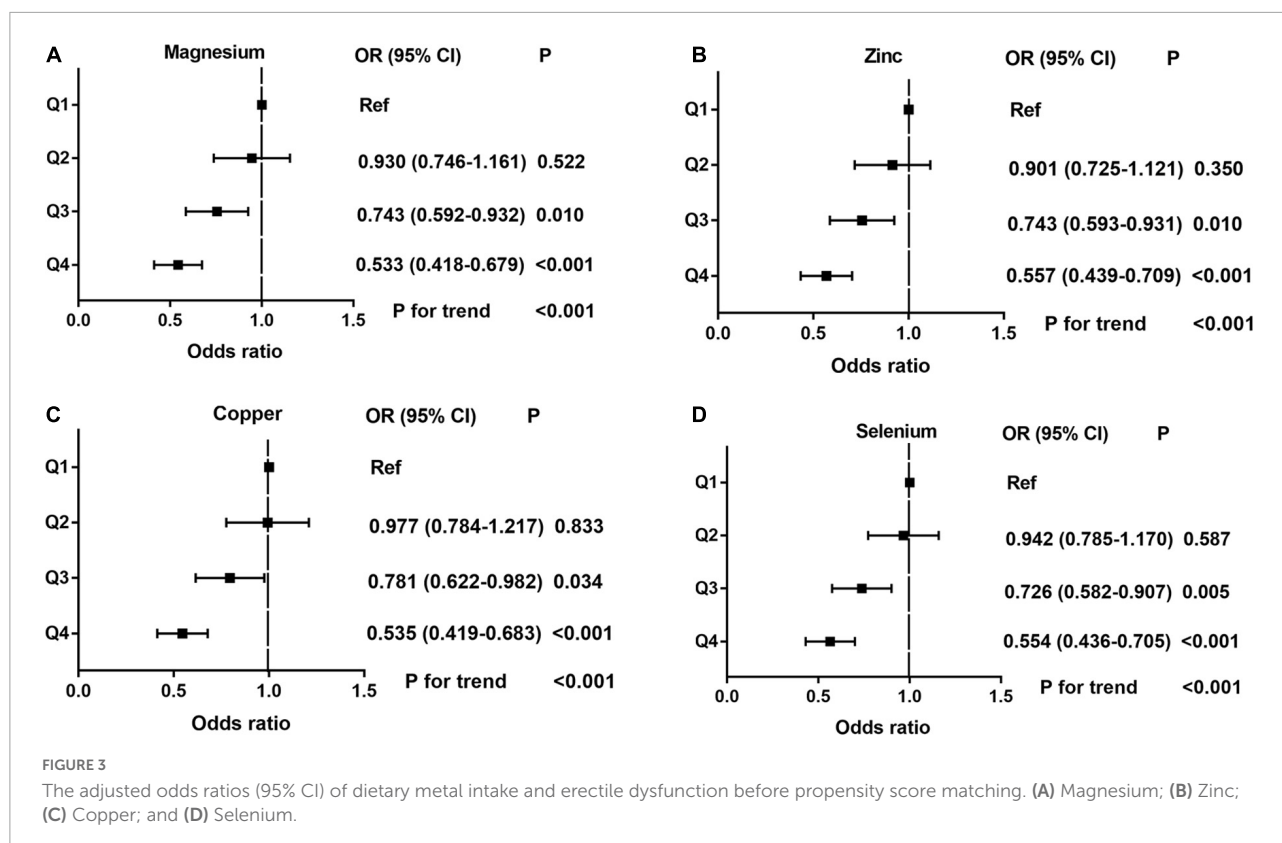 A Magnesium OR (95% CI) P
Q1 Ref
Q2 0.930 (0.746-1.161) 0.522
Q3 0.743 (0.592-0.932) 0.010
Q4 0.533 (0.418-0.679) <0.001
P for trend <0.001
0.0 0.5 1.0 1.5
Odds ratio
B Zinc OR (95% CI) P
Q1 Ref
Q2 0.901 (0.725-1.121) 0.350
Q3 0.743 (0.593-0.931) 0.010
Q4 0.557 (0.439-0.709) <0.001
P for trend <0.001
0.0 0.5 1.0 1.5
Odds ratio
C Copper OR (95% CI) P
Q1 Ref
Q2 0.977 (0.784-1.217) 0.833
Q3 0.781 (0.622-0.982) 0.034
Q4 0.535 (0.419-0.683) <0.001
P for trend <0.001
0.0 0.5 1.0 1.5
Odds ratio
D Selenium OR (95% CI) P
Q1 Ref
Q2 0.942 (0.785-1.170) 0.587
Q3 0.726 (0.582-0.907) 0.005
Q4 0.554 (0.436-0.705) <0.001
P for trend <0.001
0.0 0.5 1.0 1.5
Odds ratio
FIGURE 3
The adjusted odds ratios (95% CI) of dietary metal intake and erectile dysfunction before propensity score matching. (A) Magnesium; (B) Zinc;
(C) Copper; and (D) Selenium.